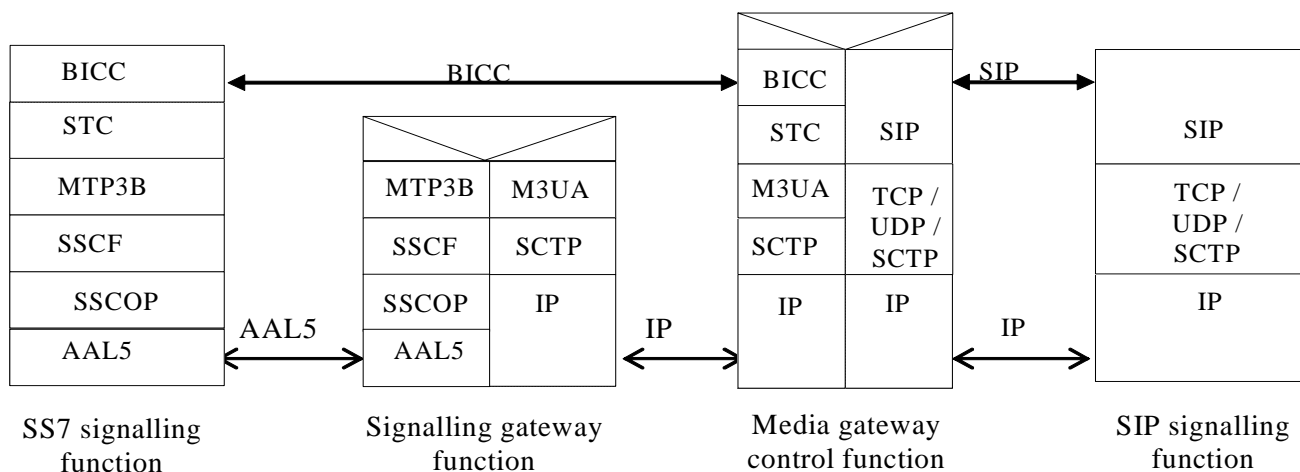 BICC
STC
MTP3B
SSCF
SSCOP
AAL5
SS7 signalling
function
BICC
AAL5
MTP3B
M3UA
SSCF
SCTP
SSCOP
IP
AAL5
Signalling gateway
function
IP
BICC
STC
SIP
M3UA
TCP /
UDP /
SCTP
SCTP
IP
IP
Media gateway
control function
SIP
IP
SIP
TCP /
UDP /
SCTP
IP
SIP signalling
function